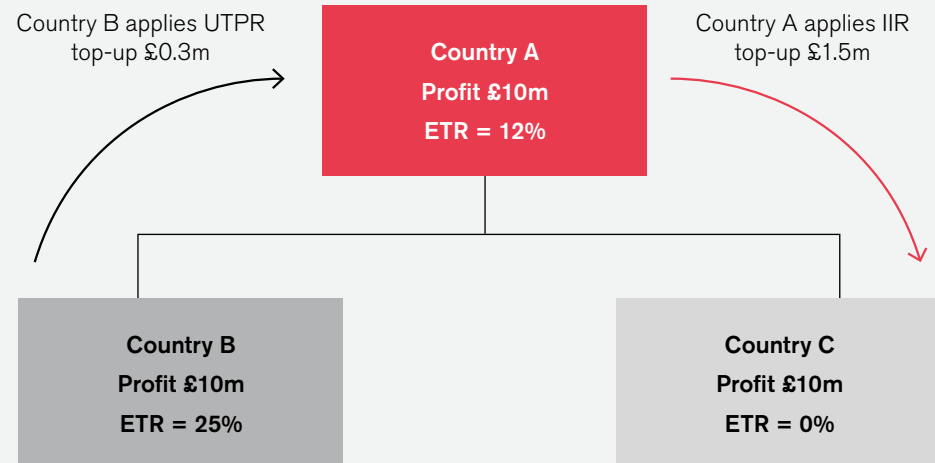 Country B applies UTPR
top-up £0.3m
Country A
Profit £10m
ETR = 12%
Country A applies IIR
top-up £1.5m
Country B
Profit £10m
ETR = 25%
Country C
Profit £10m
ETR = 0%